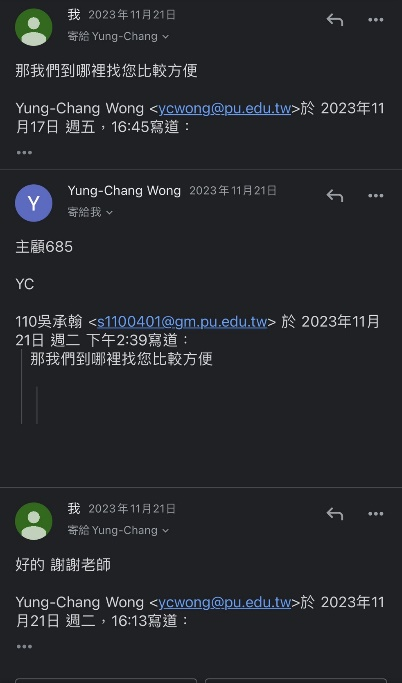 我 2023年11月21日
寄給 Yung-Chang
那我們到哪裡找您比較方便
Yung-Chang Wong <ycwong@pu.edu.tw>於 2023年11
月17日 週五，16:45寫道：
Y
Yung-Chang Wong 2023年11月21日
寄給我
主顧685
YC
110吳承翰 <s1100401@gm.pu.edu.tw> 於 2023年11月
21日 週二 下午2:39寫道：
那我們到哪裡找您比較方便
我 2023年11月21日
寄給 Yung-Chang
好的 謝謝老師
Yung-Chang Wong <ycwong@pu.edu.tw>於 2023年11
月21日 週二，16:13寫道：